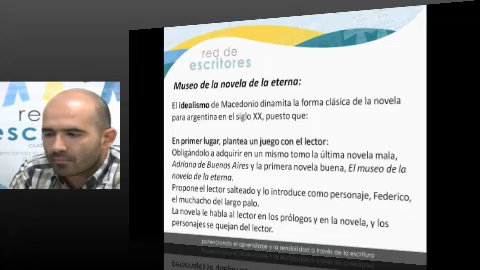 red de
escritores
Museo de la novela de la eterna:
El idealismo de Macedonio dinamita la forma clásica de la novela
para argentina en el siglo XX, puesto que:
En primer lugar, plantea un juego con el lector:
Obligándolo a adquirir en un mismo tomo la última novela mala,
Adriana de Buenos Aires y la primera novela buena, El museo de la
novela de la eterna.
Propone el lector salteado y lo introduce como personaje, Federico,
el muchacho del largo palo.
La novela le habla al lector en los prólogos y en la novela, y los
personajes se quejan del lector.
potenciando el aprendizaje y la sensibilidad a través de la escritura
red
escri